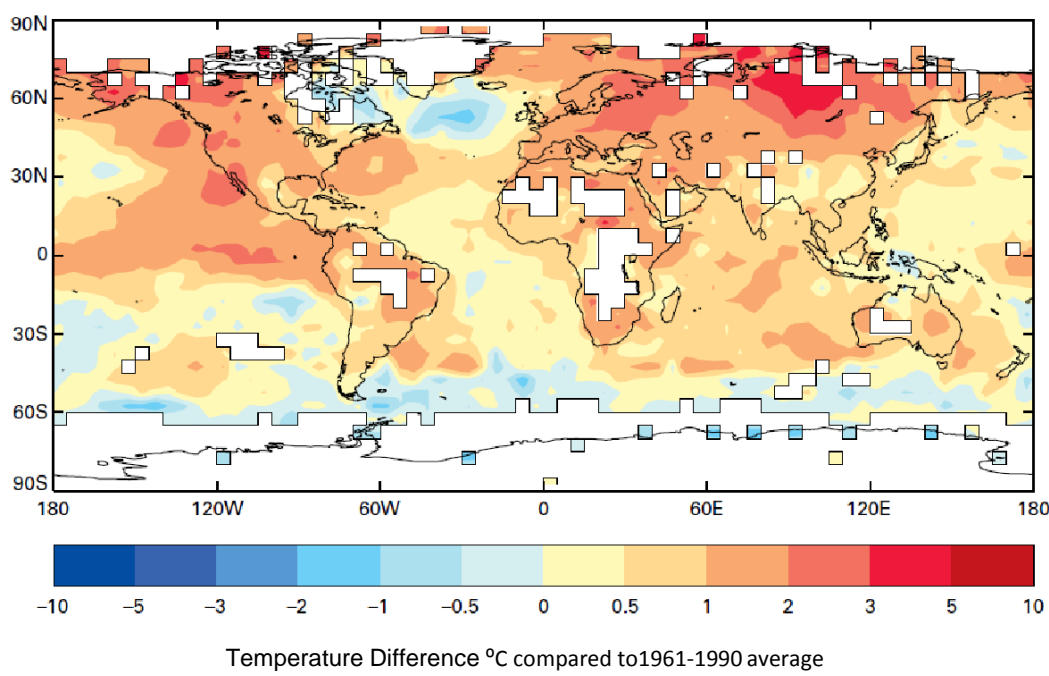 90N
60N
30N
0
30S
60S
90S
180 120W 60W 0 60E 120E 180
−10 −5 −3 −2 −1 −0.5 0 0.5 1 2 3 5 10
Temperature Difference ºC compared to1961-1990 average